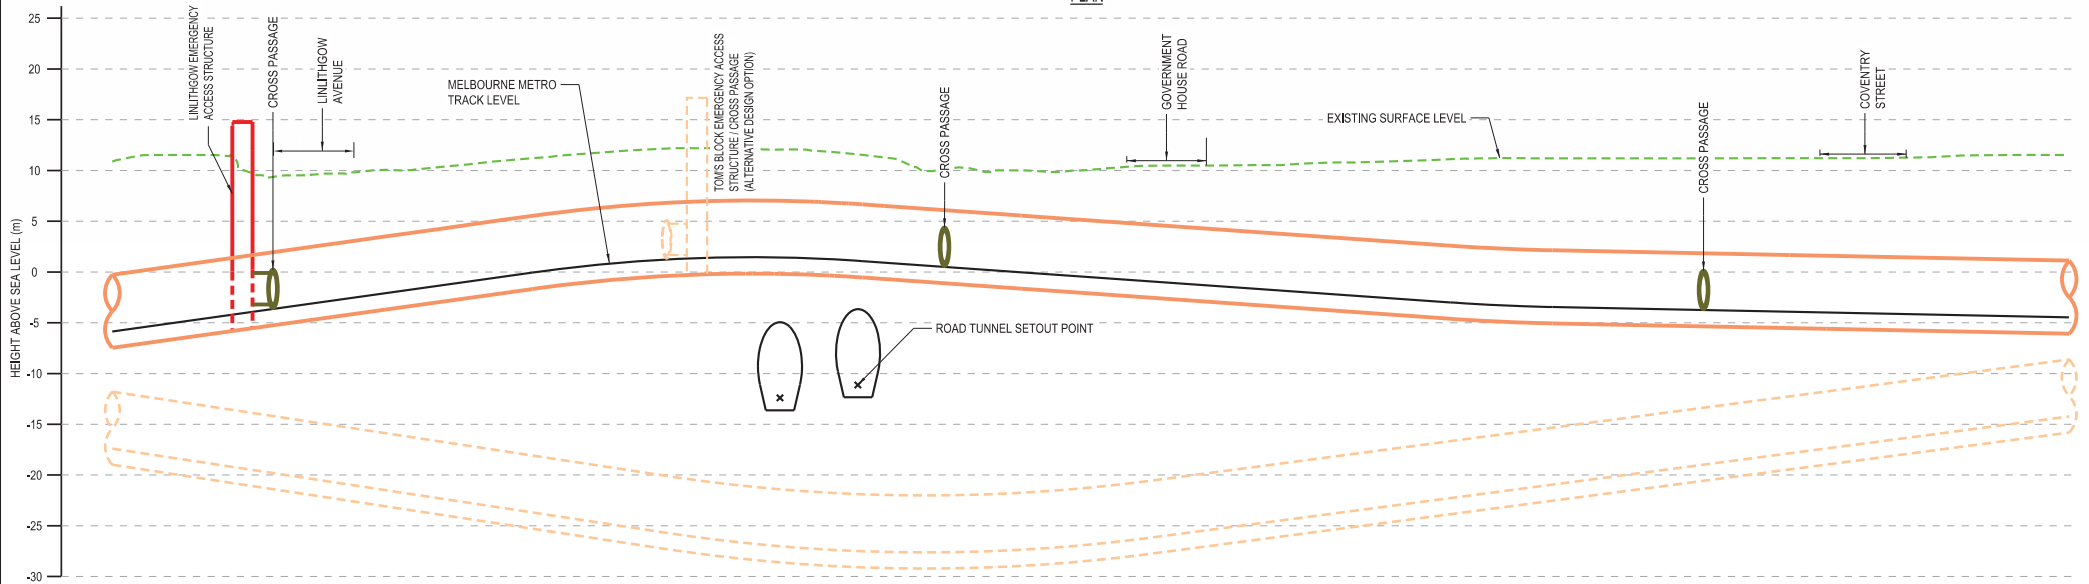 PLAN
25
20
15
10
5
0
-5
-10
-15
-20
-25
-30
HEIGHT ABOVE SEA LEVEL (m)
LINLITHGOW EMERGENCY
ACCESS STRUCTURE
CROSS PASSAGE
LINLITHGOW
AVENUE
MELBOURNE METRO
TRACK LEVEL
TOM'S BLOCK EMERGENCY ACCESS
STRUCTURE / CROSS PASSAGE
(ALTERNATIVE DESIGN OPTION)
CROSS PASSAGE
GOVERNMENT
HOUSE ROAD
EXISTING SURFACE LEVEL
CROSS PASSAGE
COVENTRY
STREET
ROAD TUNNEL SETOUT POINT